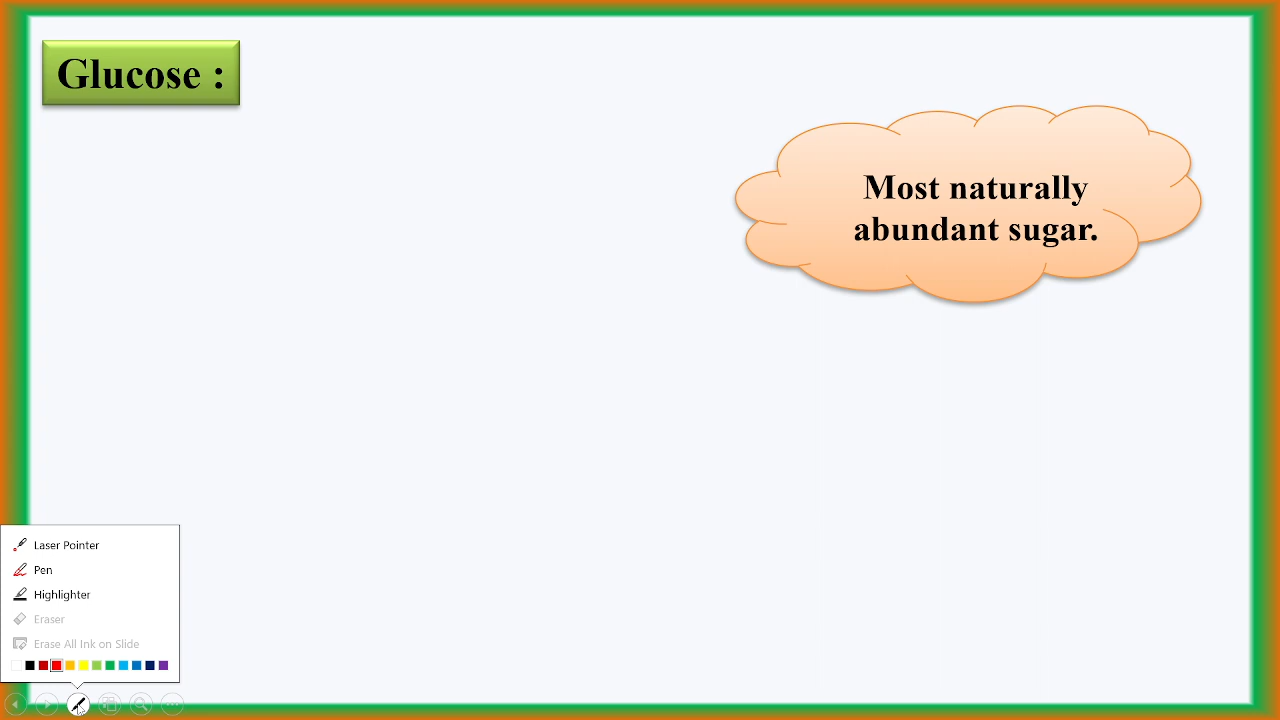 Glucose :
Most naturally
abundant sugar.
Laser Pointer
Pen
Highlighter
Eraser
Erase All Ink on Slide